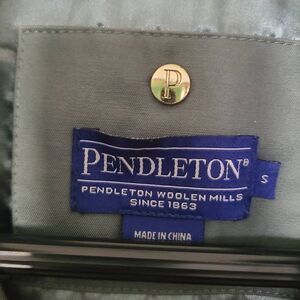 P
PENDLETON®
S
PENDLETON WOOLEN MILLS
SINCE 1863
MADE IN CHINA